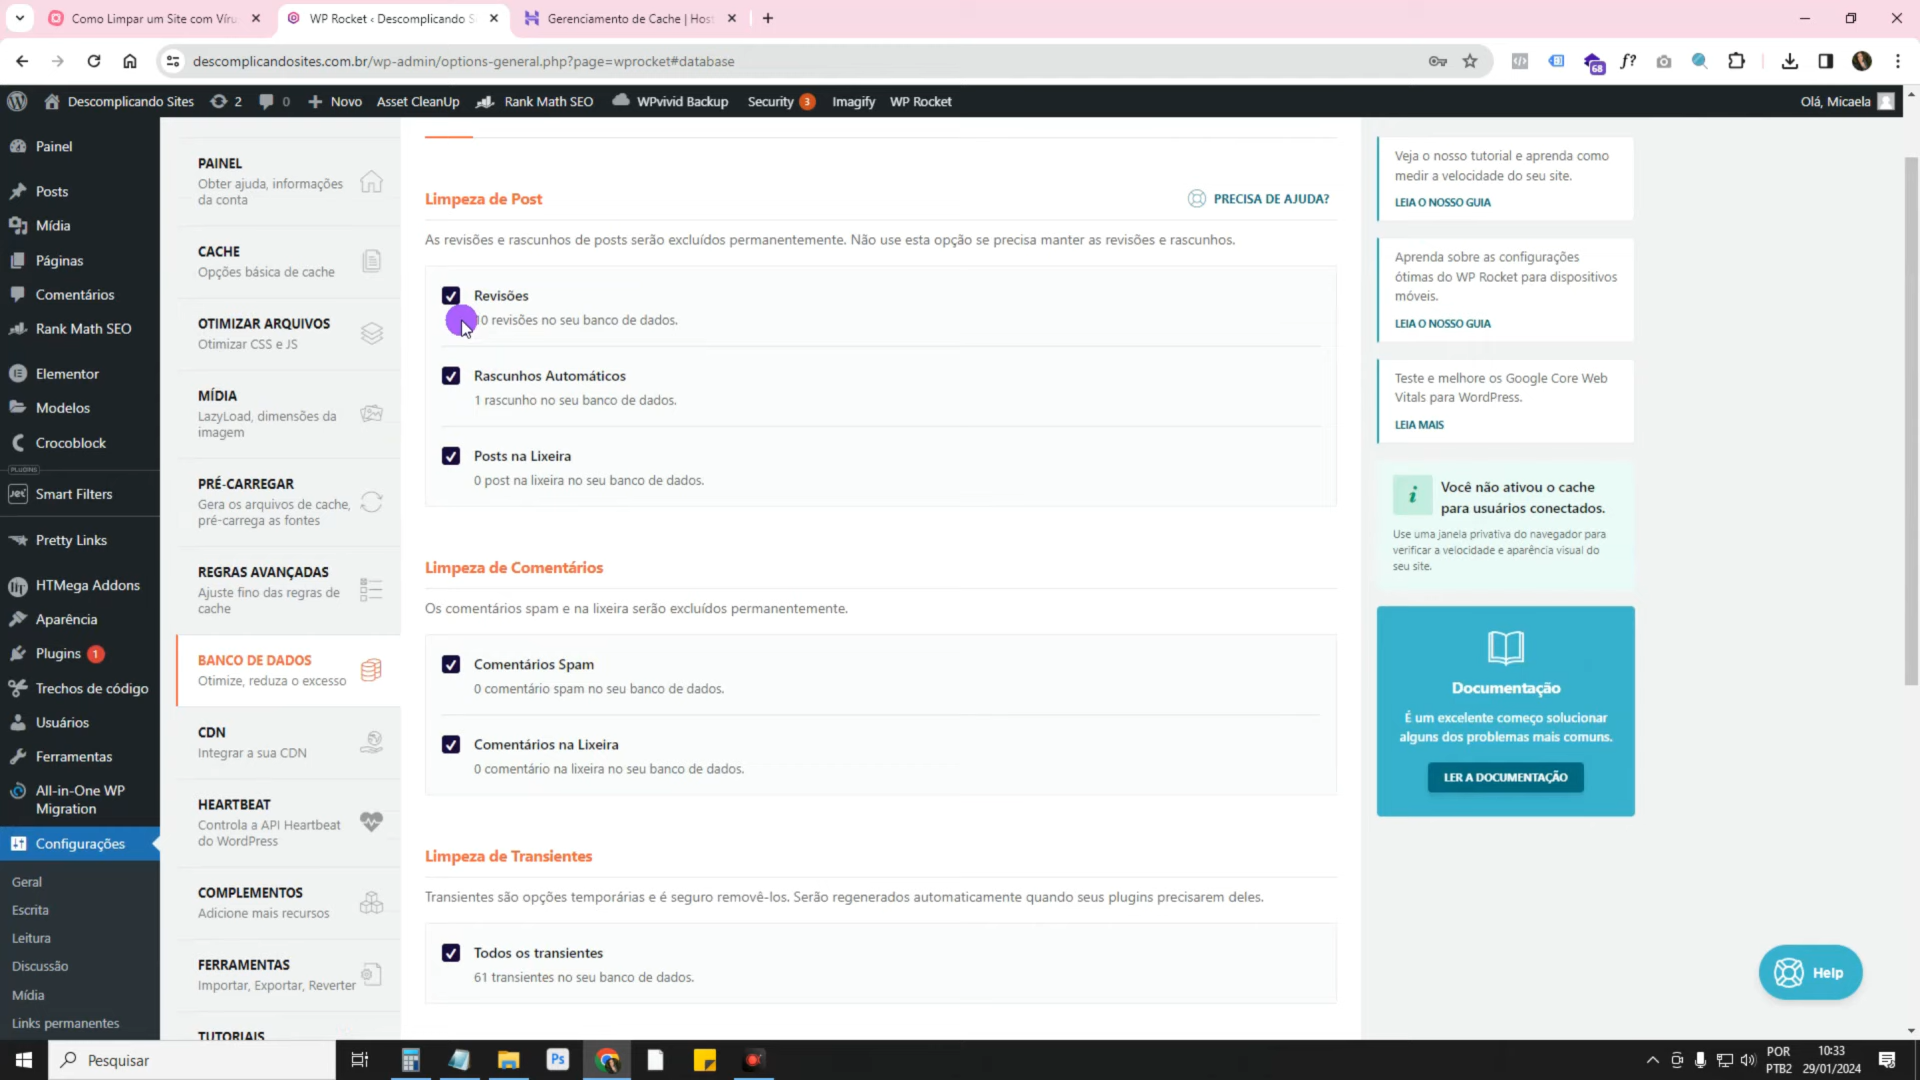 Como Limpar um Site com Víru
WP Rocket ‹ Descomplicando S
Gerenciamento de Cache | Host
descomplicandosites.com.br/wp-admin/options-general.php?page=wprocket#database
68
f?
Descomplicando Sites
2
0
Novo
Asset CleanUp
Rank Math SEO
WPvivid Backup
Security 3
Imagify
WP Rocket
Olá, Micaela
Painel
Posts
Mídia
Páginas
Comentários
Rank Math SEO
Elementor
Modelos
Crocoblock
PLUGINS
Jet
Smart Filters
Pretty Links
HTMega Addons
Aparência
Plugins 1
Trechos de código
Usuários
Ferramentas
All-in-One WP
Migration
Configurações
Geral
Escrita
Leitura
Discussão
Mídia
Links permanentes
PAINEL
Obter ajuda, informações
da conta
CACHE
Opções básica de cache
OTIMIZAR ARQUIVOS
Otimizar CSS e JS
MÍDIA
LazyLoad, dimensões da
imagem
PRÉ-CARREGAR
Gera os arquivos de cache,
pré-carrega as fontes
REGRAS AVANÇADAS
Ajuste fino das regras de
cache
BANCO DE DADOS
Otimize, reduza o excesso
CDN
Integrar a sua CDN
HEARTBEAT
Controla a API Heartbeat
do WordPress
COMPLEMENTOS
Adicione mais recursos
FERRAMENTAS
Importar, Exportar, Reverter
TUTORIAIS
Limpeza de Post
PRECISA DE AJUDA?
As revisões e rascunhos de posts serão excluídos permanentemente. Não use esta opção se precisa manter as revisões e rascunhos.
Revisões
revisões no seu banco de dados.
Rascunhos Automáticos
1 rascunho no seu banco de dados.
Posts na Lixeira
0 post na lixeira no seu banco de dados.
Limpeza de Comentários
Os comentários spam e na lixeira serão excluídos permanentemente.
Comentários Spam
0 comentário spam no seu banco de dados.
Comentários na Lixeira
0 comentário na lixeira no seu banco de dados.
Limpeza de Transientes
Transientes são opções temporárias e é seguro removê-los. Serão regenerados automaticamente quando seus plugins precisarem deles.
Todos os transientes
61 transientes no seu banco de dados.
Veja o nosso tutorial e aprenda como
medir a velocidade do seu site.
LEIA O NOSSO GUIA
Aprenda sobre as configurações
ótimas do WP Rocket para dispositivos
móveis.
LEIA O NOSSO GUIA
Teste e melhore os Google Core Web
Vitals para WordPress.
LEIA MAIS
Você não ativou o cache
para usuários conectados.
Use uma janela privativa do navegador para
verificar a velocidade e aparência visual do
seu site.
Documentação
É um excelente começo solucionar
alguns dos problemas mais comuns.
LER A DOCUMENTAÇÃO
Help
Pesquisar
Ps
POR
PTB2
10:33
29/01/2024